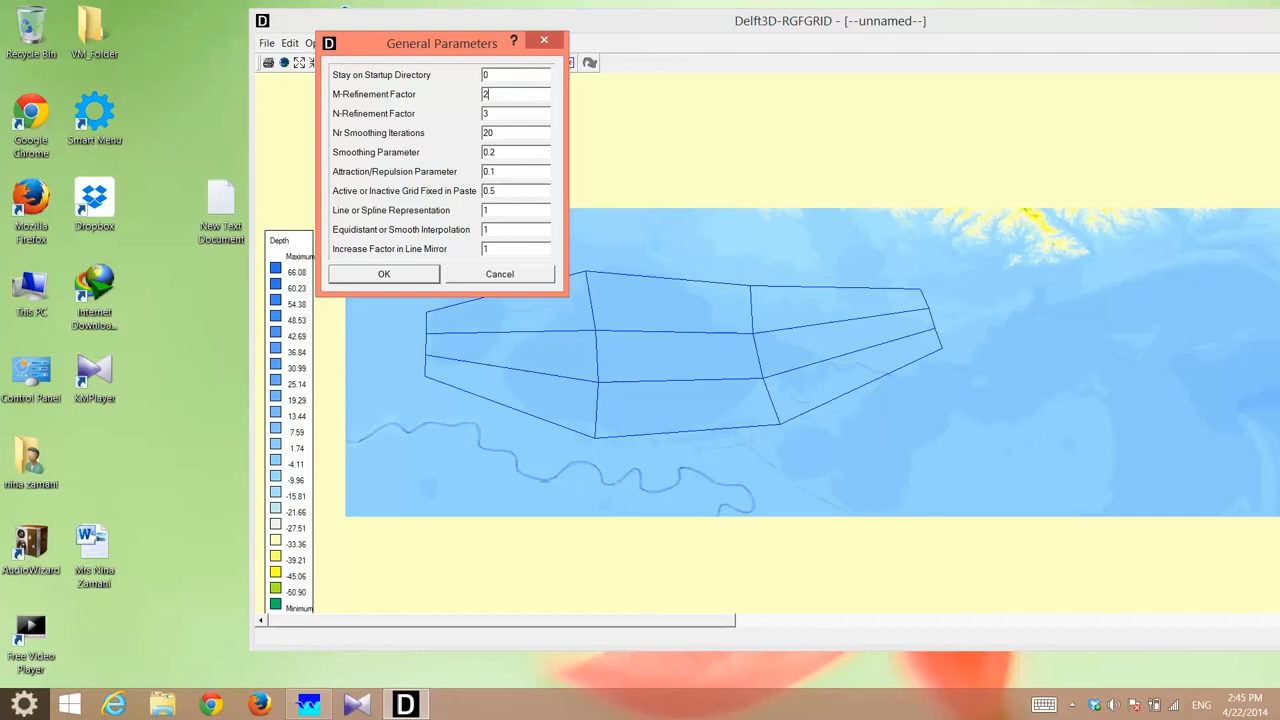 Recycle Bin
VM_Folder
Google Chrome
Smart Menu
Mozilla Firefox
Dropbox
New Text Document
This PC
Internet Downloa...
Control Panel
KMPlayer
nina zamani
AudioWizard
Mrs Nina Zamani
Free Video Player
D
Delft3D-RGFGRID - [--unnamed--]
File Edit Op
D
General Parameters
?
Stay on Startup Directory 0
M-Refinement Factor 2
N-Refinement Factor 3
Nr Smoothing Iterations 20
Smoothing Parameter 0.2
Attraction/Repulsion Parameter 0.1
Active or Inactive Grid Fixed in Paste 0.5
Line or Spline Representation 1
Equidistant or Smooth Interpolation 1
Increase Factor in Line Mirror 1
OK Cancel
Depth
Maximum
66.08
60.23
54.38
48.53
42.69
36.84
30.99
25.14
19.29
13.44
7.59
1.74
-4.11
-9.96
-15.81
-21.66
-27.51
-33.36
-39.21
-45.06
-50.90
Minimum
D
ENG
2:45 PM
4/22/2014